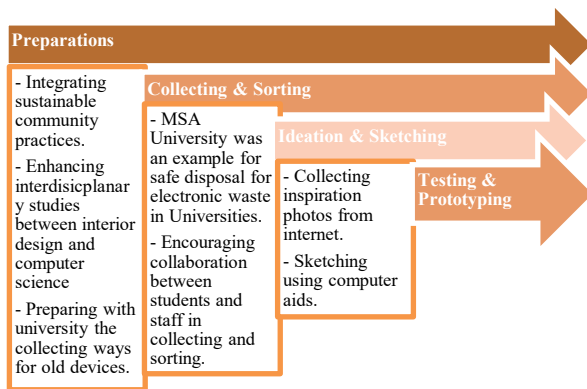 Preparations
- Integrating
sustainable
community
practices.
- Enhancing
interdisicplanar
y studies
between interior
design and
computer
science
- Preparing with
university the
collecting ways
for old devices.
Collecting & Sorting
- MSA
University was
an example for
safe disposal for
electronic waste
in Universities.
- Encouraging
collaboration
between
students and
staff in
collecting and
sorting.
Ideation & Sketching
- Collecting
inspiration
photos from
internet.
- Sketching
using computer
aids.
Testing &
Prototyping